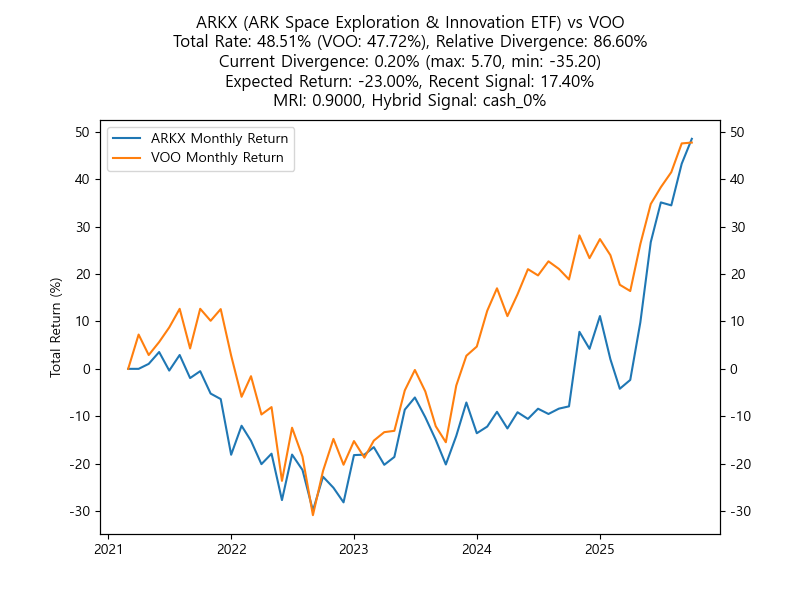 ARKX (ARK Space Exploration & Innovation ETF) vs VOO
Total Rate: 48.51% (VOO: 47.72%), Relative Divergence: 86.60%
Current Divergence: 0.20% (max: 5.70, min: -35.20)
Expected Return: -23.00%, Recent Signal: 17.40%
MRI: 0.9000, Hybrid Signal: cash_0%
ARKX Monthly Return
VOO Monthly Return
Total Return (%)
50
40
30
20
10
0
-10
-20
-30
50
40
30
20
10
0
-10
-20
-30
2021
2022
2023
2024
2025